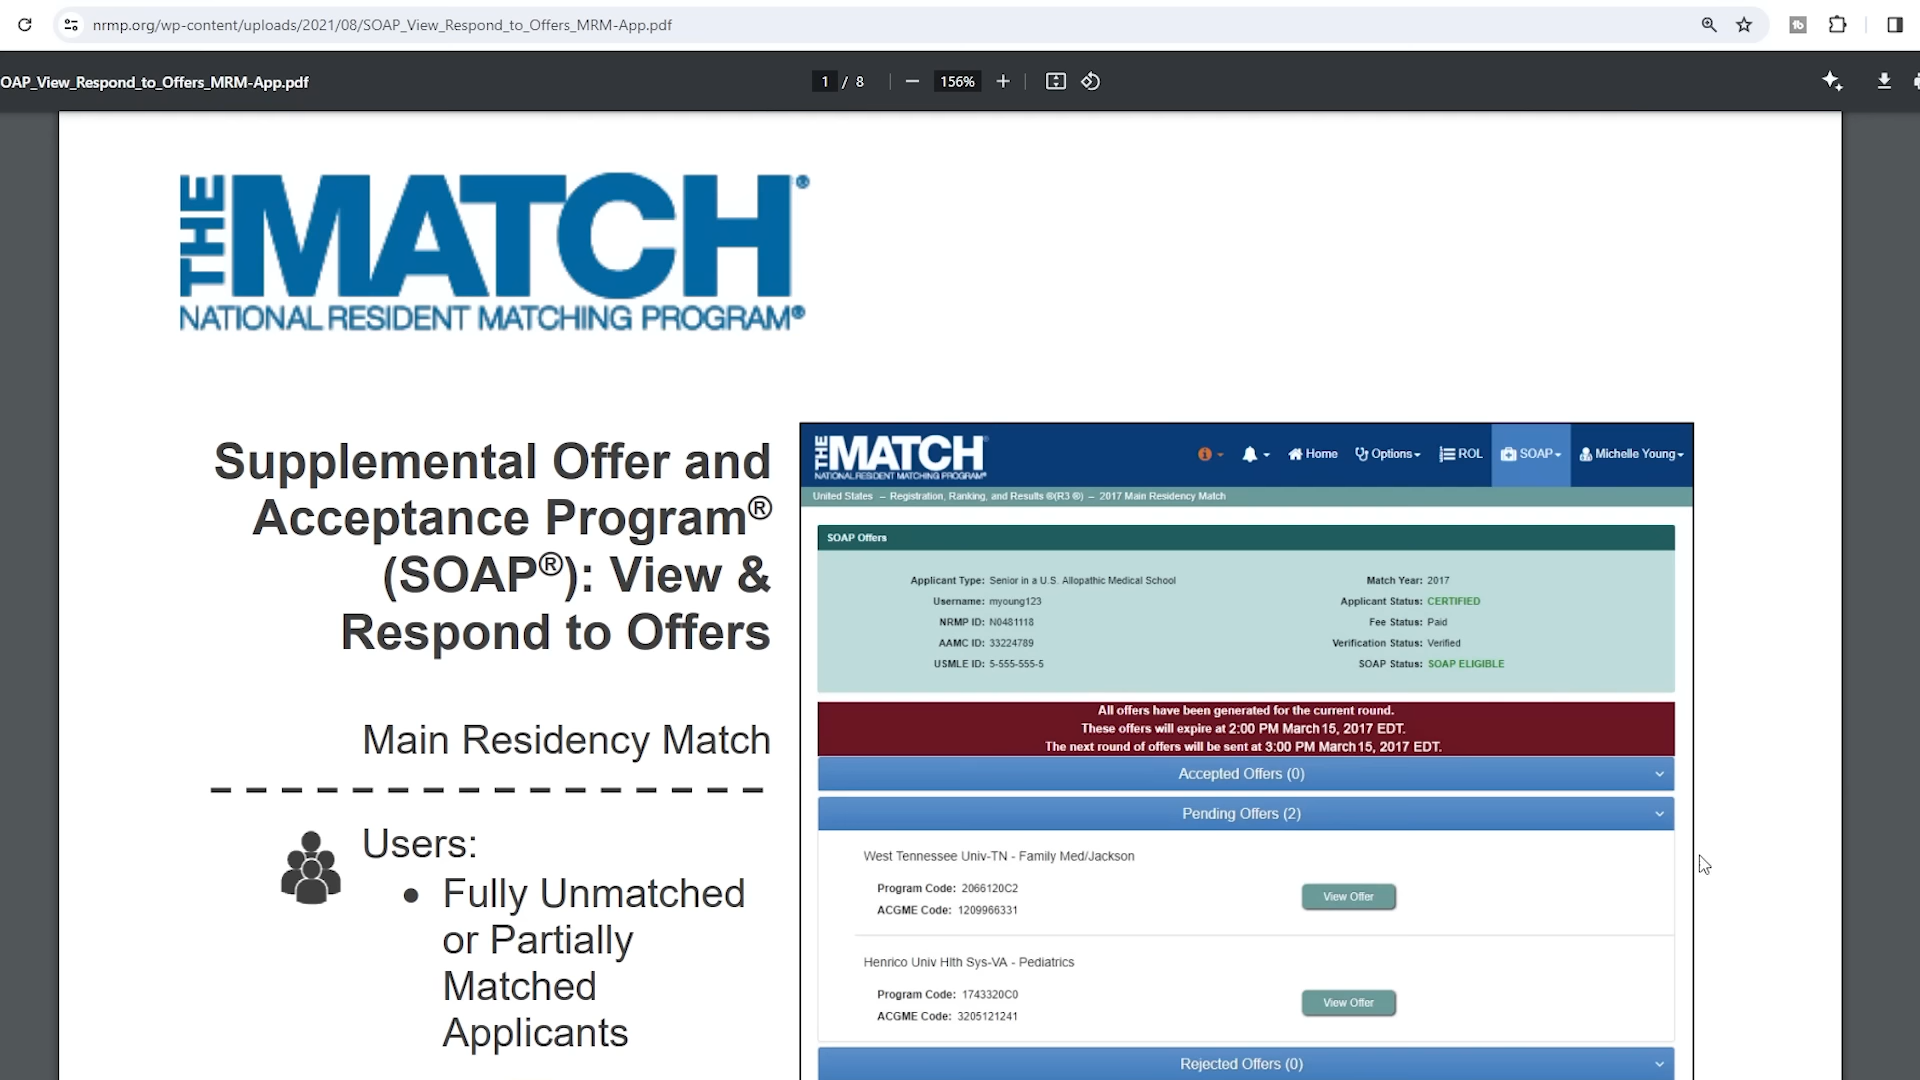 nrmp.org/wp-content/uploads/2021/08/SOAP_View_Respond_to_Offers_MRM-App.pdf
OAP_View_Respond_to_Offers_MRM-App.pdf
1 / 8
156%
THE MATCH®
NATIONAL RESIDENT MATCHING PROGRAM®
Supplemental Offer and
Acceptance Program®
(SOAP®): View &
Respond to Offers
Main Residency Match
Users:
• Fully Unmatched
or Partially
Matched
Applicants
THE MATCH®
NATIONAL RESIDENT MATCHING PROGRAM®
Home
Options
ROL
SOAP
Michelle Young
United States – Registration, Ranking, and Results ®(R3 ®) – 2017 Main Residency Match
SOAP Offers
Applicant Type: Senior in a U.S. Allopathic Medical School
Username: myoung123
NRMP ID: N0481118
AAMC ID: 33224789
USMLE ID: 5-555-555-5
Match Year: 2017
Applicant Status: CERTIFIED
Fee Status: Paid
Verification Status: Verified
SOAP Status: SOAP ELIGIBLE
All offers have been generated for the current round.
These offers will expire at 2:00 PM March 15, 2017 EDT.
The next round of offers will be sent at 3:00 PM March 15, 2017 EDT.
Accepted Offers (0)
Pending Offers (2)
West Tennessee Univ-TN - Family Med/Jackson
Program Code: 2066120C2
ACGME Code: 1209966331
View Offer
Henrico Univ Hlth Sys-VA - Pediatrics
Program Code: 1743320C0
ACGME Code: 3205121241
View Offer
Rejected Offers (0)